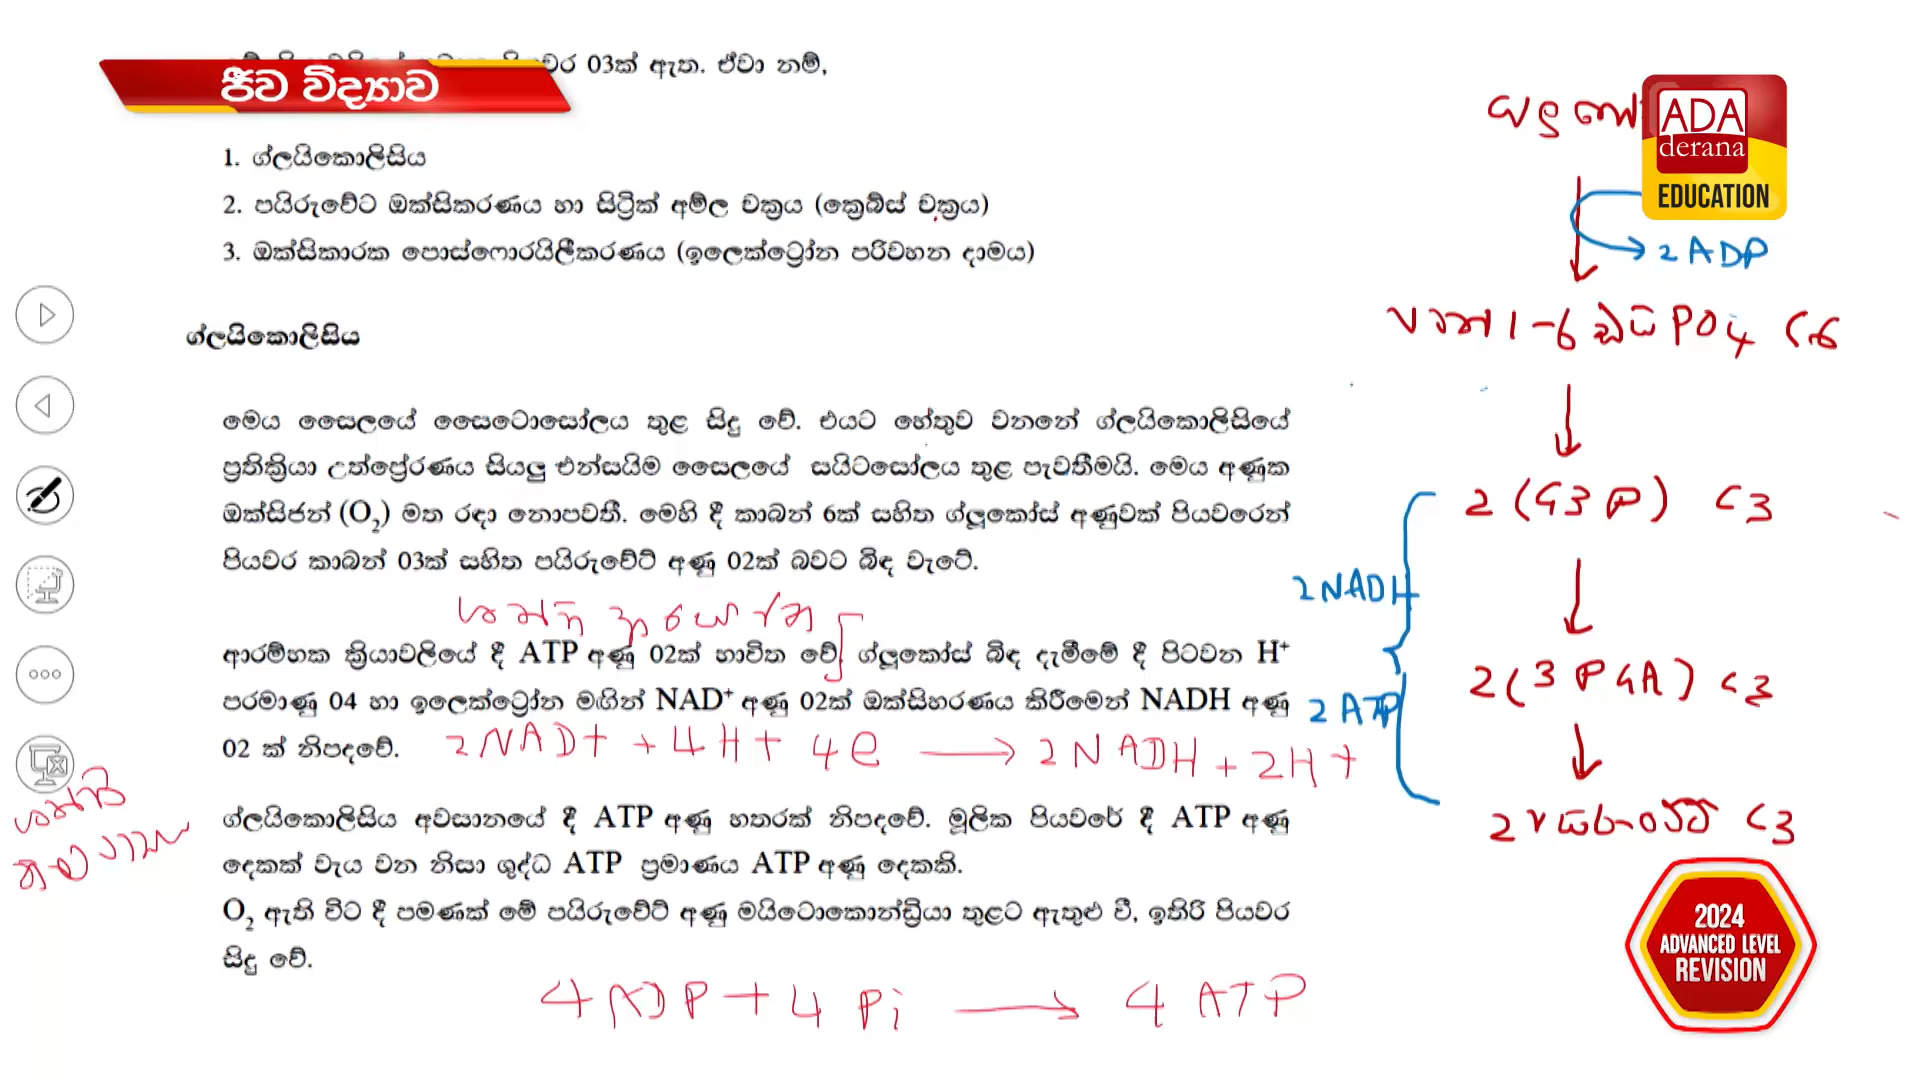 වර 03ක් ඇත. ඒවා නම්,
ජීව විද්‍යාව
1. ග්ලයිකොලිසිය
2. පයිරුවේට ඔක්සිකරණය හා සිට්‍රික් අම්ල චක්‍රය (ක්‍රෙබ්ස් චක්‍රය)
3. ඔක්සිකාරක පොස්ෆොරයිලීකරණය (ඉලෙක්ට්‍රෝන පරිවහන දාමය)
ග්ලයිකොලිසිය
මෙය සෛලයේ සෛටොසෝලය තුළ සිදු වේ. එයට හේතුව වනනේ ග්ලයිකොලිසියේ
ප්‍රතික්‍රියා උත්ප්‍රේරණය සියලු එන්සයිම සෛලයේ සයිටසෝලය තුළ පැවතීමයි. මෙය අණුක
ඔක්සිජන් (O₂) මත රඳා නොපවතී. මෙහි දී කාබන් 6ක් සහිත ග්ලූකෝස් අණුවක් පියවරෙන්
පියවර කාබන් 03ක් සහිත පයිරුවේට් අණු 02ක් බවට බිඳ වැටේ.
ආරම්භක ක්‍රියාවලියේ දී ATP අණු 02ක් භාවිත වේ. ග්ලූකෝස් බිඳ දැමීමේ දී පිටවන H⁺
පරමාණු 04 හා ඉලෙක්ට්‍රෝන මඟින් NAD⁺ අණු 02ක් ඔක්සිහරණය කිරීමෙන් NADH අණු
02 ක් නිපදවේ.
2NAD+ + 4H+ 4e → 2NADH + 2H+
ග්ලයිකොලිසිය අවසානයේ දී ATP අණු හතරක් නිපදවේ. මූලික පියවරේ දී ATP අණු
දෙකක් වැය වන නිසා ශුද්ධ ATP ප්‍රමාණය ATP අණු දෙකකි.
O₂ ඇති විට දී පමණක් මේ පයිරුවේට් අණු මයිටොකොන්ඩ්‍රියා තුළට ඇතුළු වී, ඉතිරි පියවර
සිදු වේ.
4ADP + 4Pi → 4ATP
ADA
derana
EDUCATION
2ADP
1-6 ඩයි PO4 C6
2(G3P) C3
2NADH
2(3PGA) C3
2ATP
C3
2024
ADVANCED LEVEL
REVISION